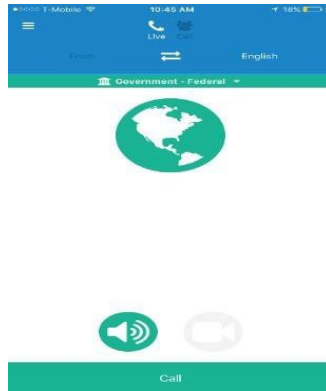 T-Mobile 10:45 AM 18%
Live Call
From English
Government - Federal
Call